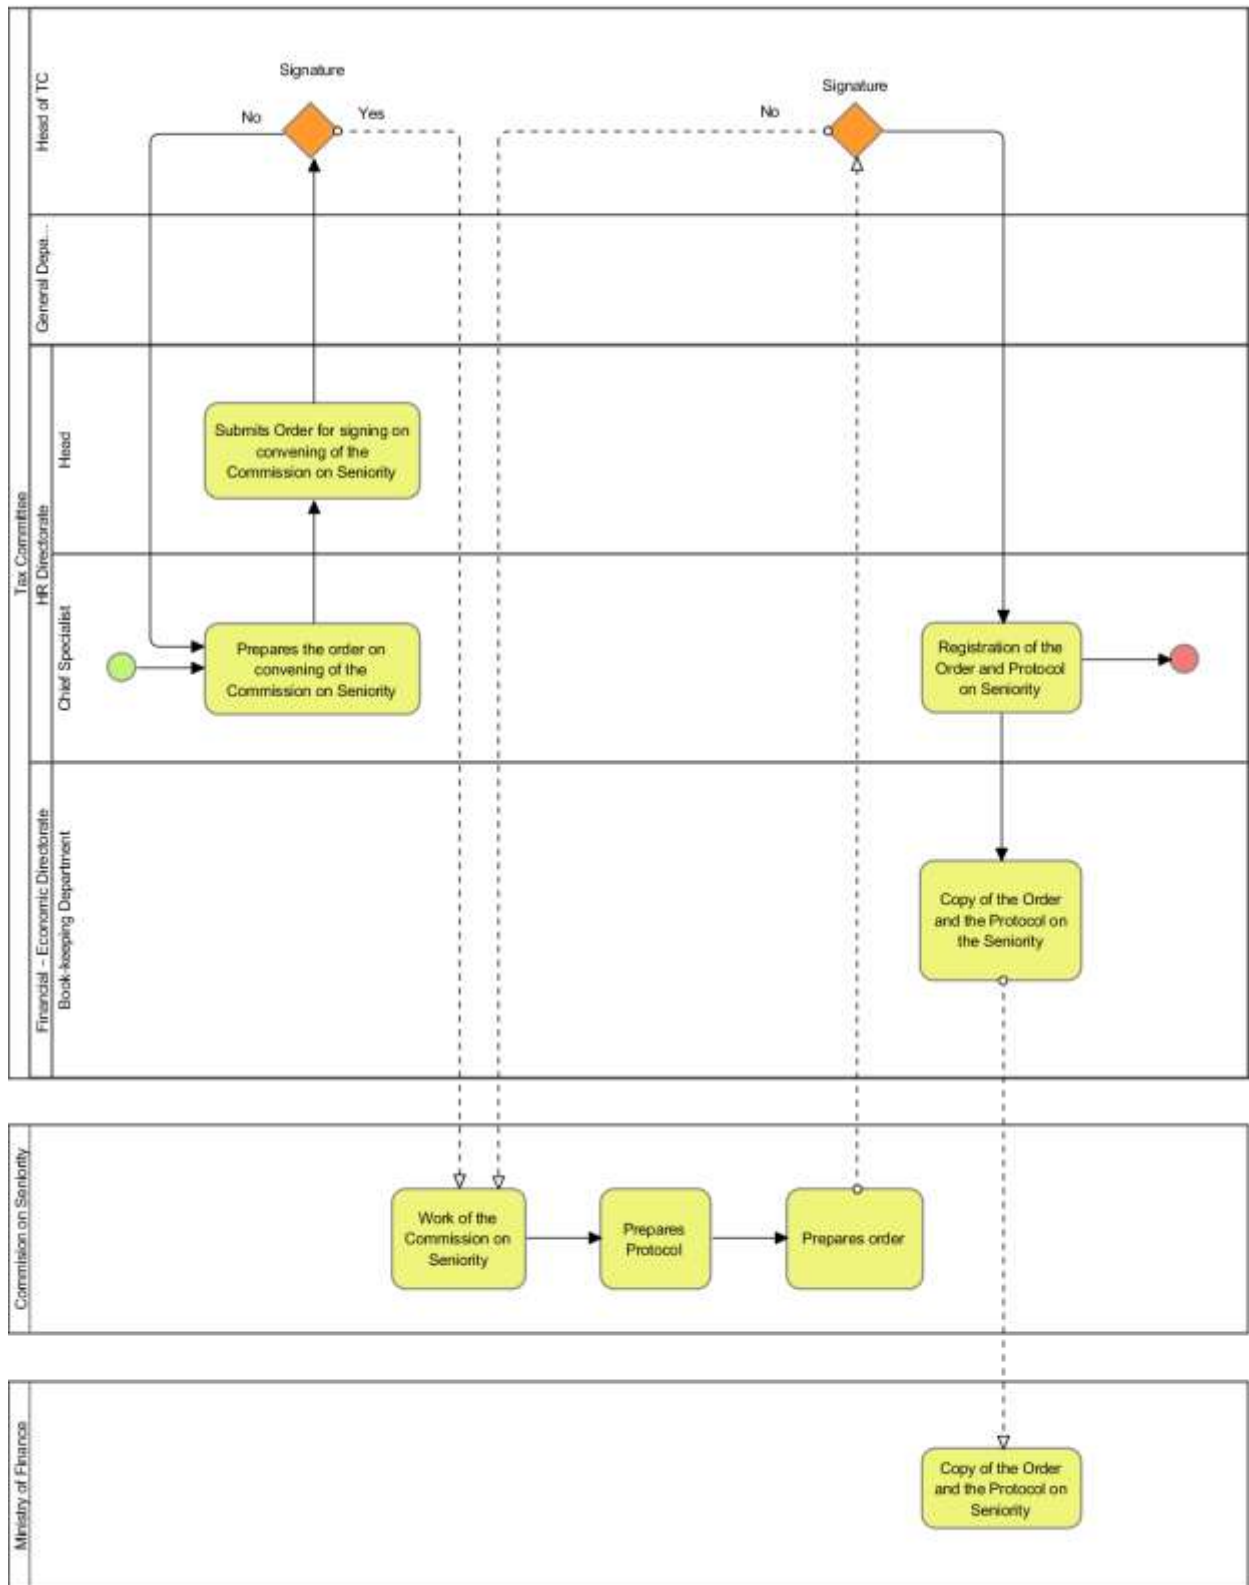 Tax Committee
Head of TC
Signature
No
Yes
Signature
No
General Depa...
HR Directorate
Head
Submits Order for signing on
convening of the
Commission on Seniority
Chief Specialist
Prepares the order on
convening of the
Commission on Seniority
Registration of the
Order and Protocol
on Seniority
Financial - Economic Directorate
Book-keeping Department
Copy of the Order
and the Protocol on
the Seniority
Commision on Seniority
Work of the
Commission on
Seniority
Prepares
Protocol
Prepares order
Ministry of Finance
Copy of the Order
and the Protocol on
Seniority